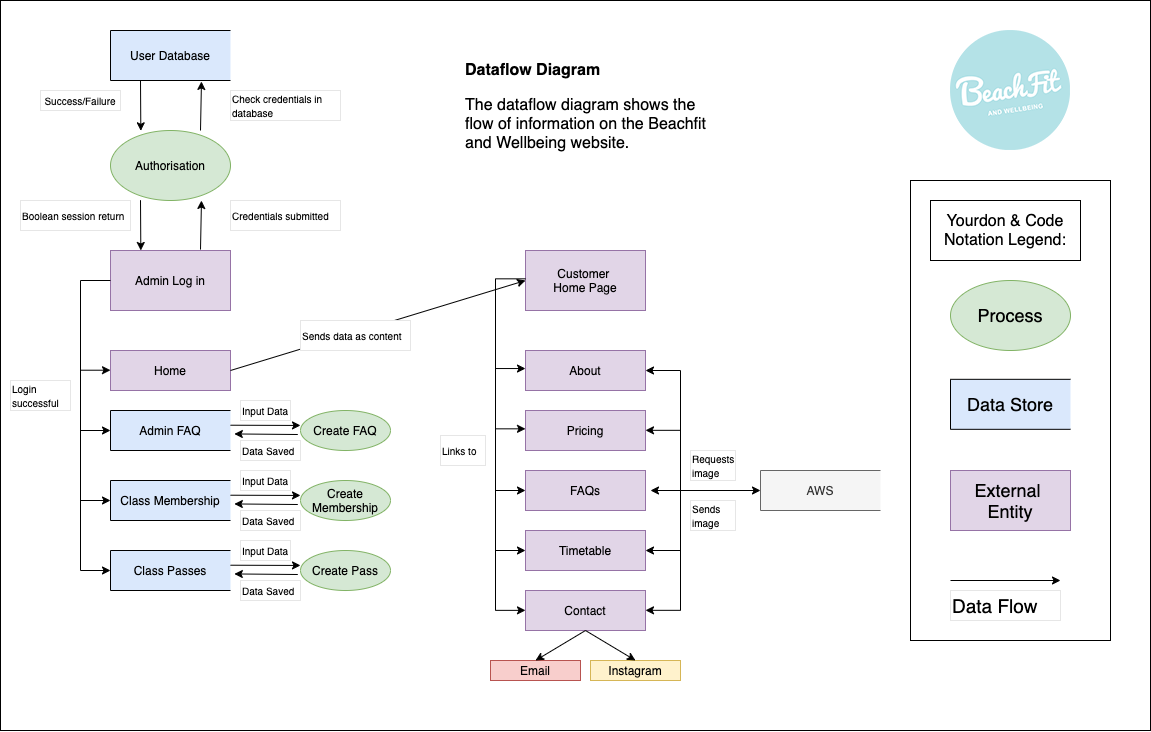 User Database
Success/Failure
Check credentials in
database
Authorisation
Boolean session return
Credentials submitted
Admin Log in
Home
Login
successful
Admin FAQ
Input Data
Data Saved
Create FAQ
Class Membership
Input Data
Data Saved
Create
Membership
Class Passes
Input Data
Data Saved
Create Pass
Dataflow Diagram
The dataflow diagram shows the
flow of information on the Beachfit
and Wellbeing website.
Sends data as content
Customer
Home Page
About
Pricing
Links to
FAQs
Timetable
Contact
Email
Instagram
Requests
image
Sends
image
AWS
BeachFit
AND WELLBEING
Yourdon & Code
Notation Legend:
Process
Data Store
External
Entity
Data Flow